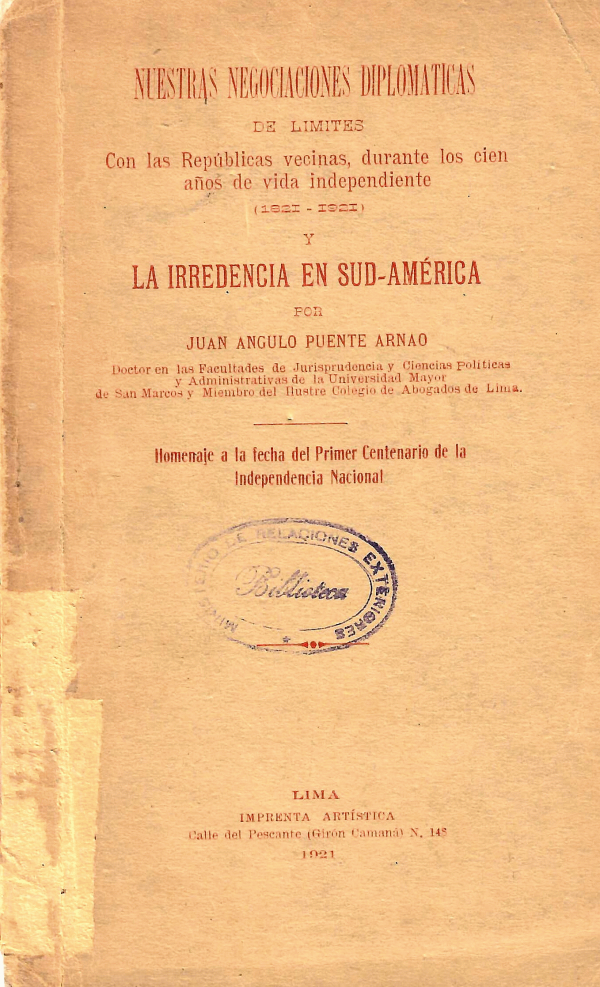 NUESTRAS NEGOCIACIONES DIPLOMATICAS
DE LIMITES
Con las Repúblicas vecinas, durante los cien
años de vida independiente
(1821 - 1921)
Y
LA IRREDENCIA EN SUD-AMÉRICA
POR
JUAN ANGULO PUENTE ARNAO
Doctor en las Facultades de Jurisprudencia y Ciencias Políticas
y Administrativas de la Universidad Mayor
de San Marcos y Miembro del Ilustre Colegio de Abogados de Lima.
Homenaje a la fecha del Primer Centenario de la
Independencia Nacional
MINISTERIO DE RELACIONES EXTERIORES
Biblioteca
LIMA
IMPRENTA ARTÍSTICA
Calle del Pescante (Girón Camaná) N. 148
1921